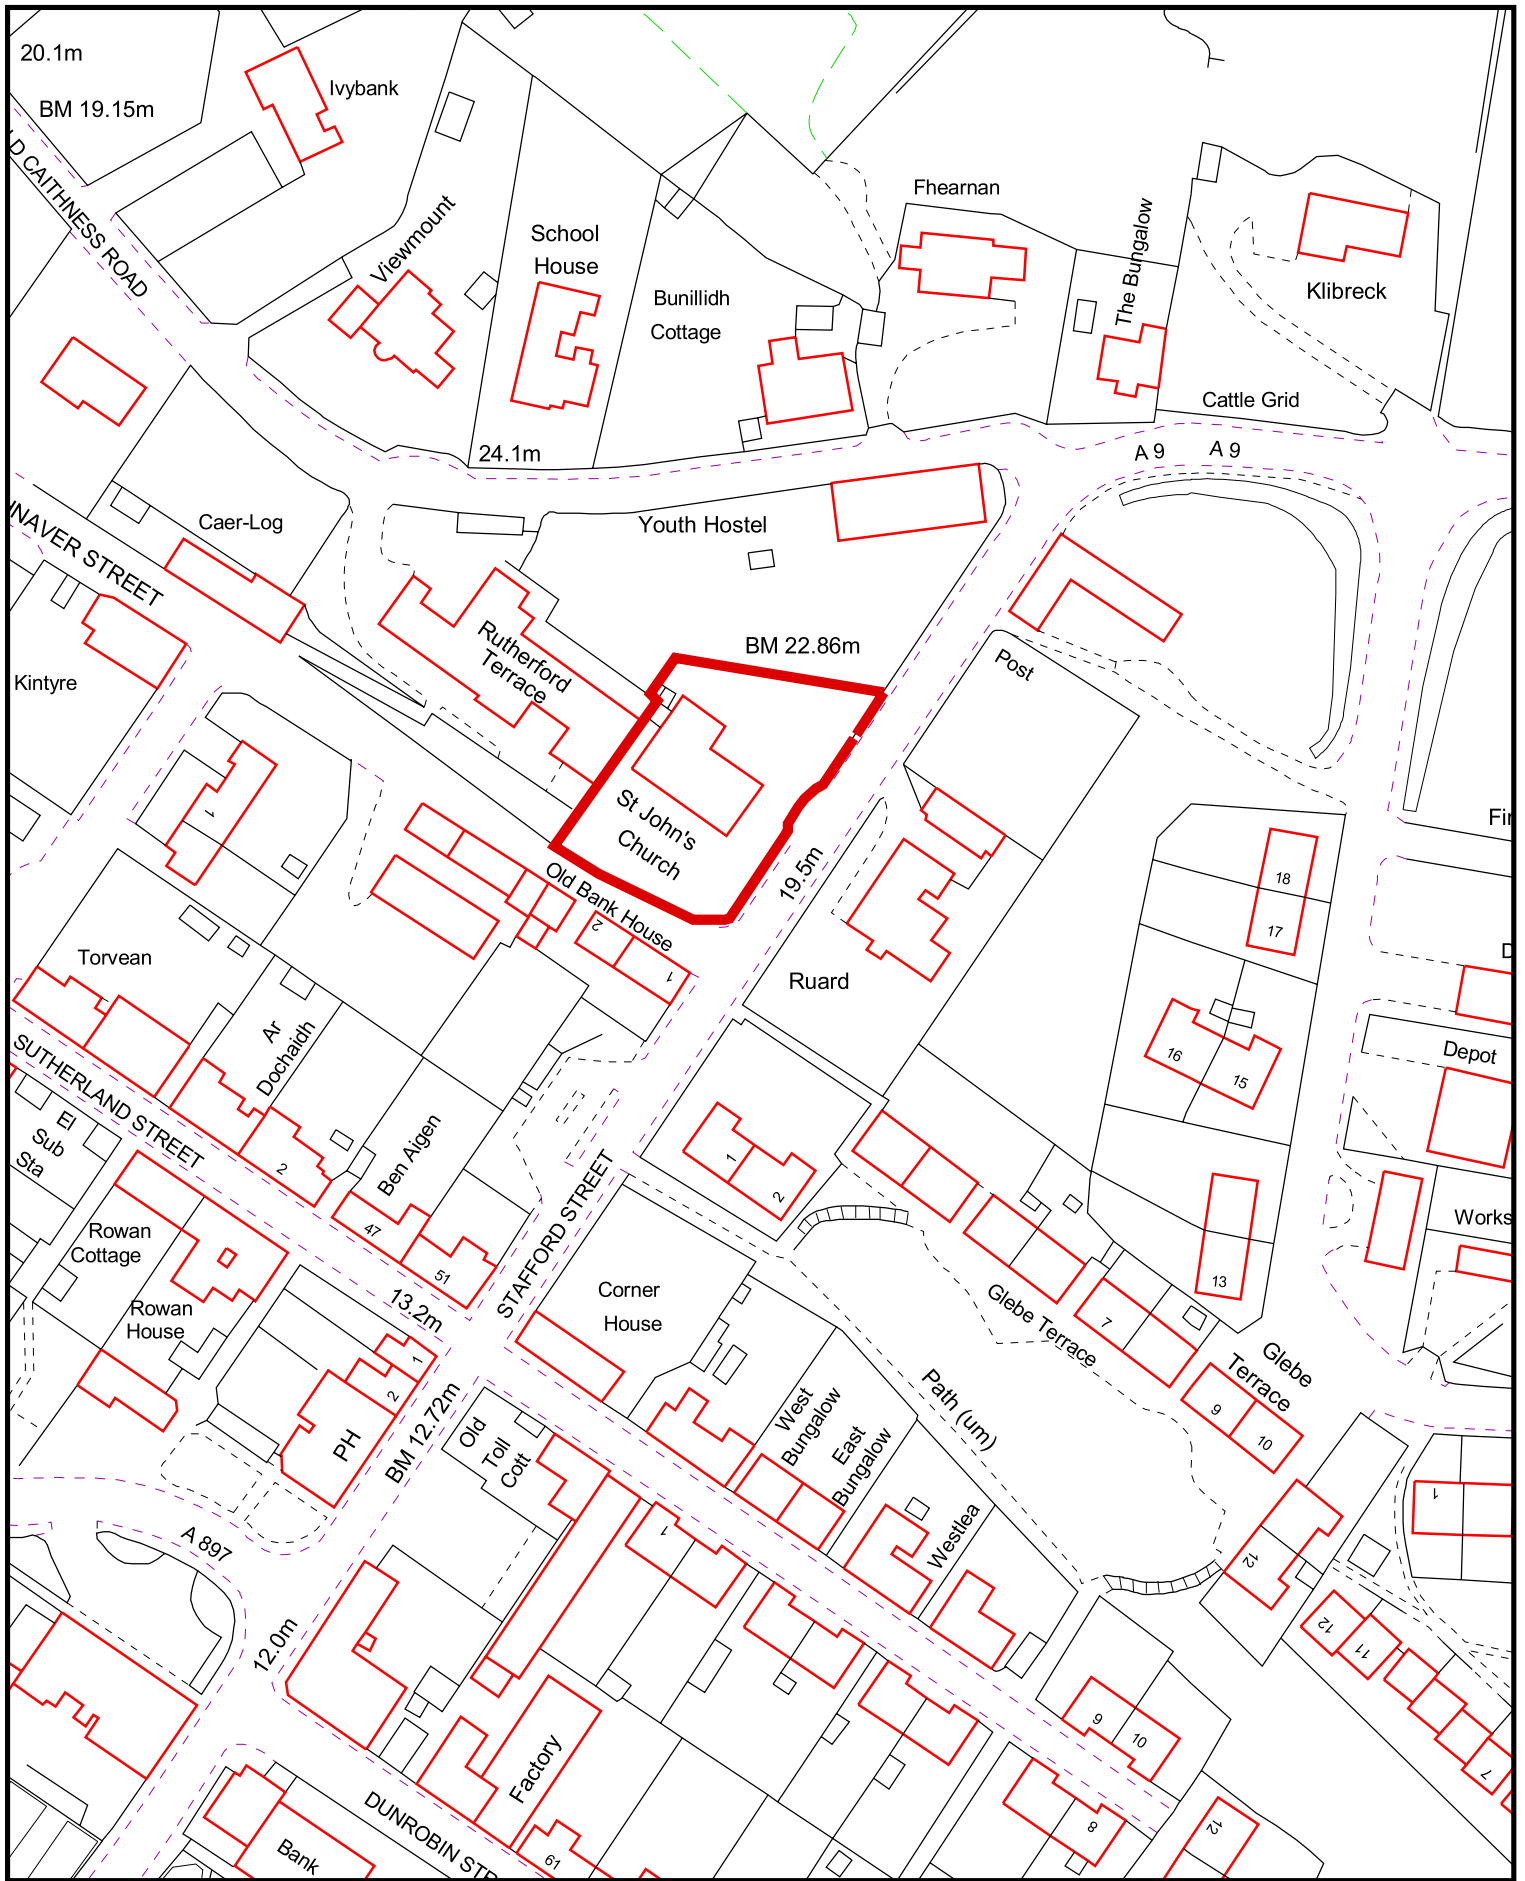 20.1m
BM 19.15m
Ivybank
D CAITHNESS ROAD
Viewmount
School
House
Bunillidh
Cottage
Fhearnan
The Bungalow
Klibreck
Cattle Grid
24.1m
A 9
A 9
Youth Hostel
Caer-Log
NAVER STREET
Kintyre
Rutherford
Terrace
BM 22.86m
Post
1
St John's
Church
19.5m
Old Bank House
2
1
Torvean
Ruard
18
17
16
15
13
Depot
Works
Ar
Dochaidh
SUTHERLAND STREET
El
Sub
Sta
2
Ben Aigen
47
51
STAFFORD STREET
1
2
Rowan
Cottage
Rowan
House
13.2m
Corner
House
Glebe Terrace
7
Glebe
Terrace
9
10
1
2
PH
BM 12.72m
Old
Toll
Cott
West
Bungalow
East
Bungalow
Path (um)
Westlea
A 897
1
1
12
12
11
12.0m
Factory
9
10
7
8
12
DUNROBIN STR
Bank
61